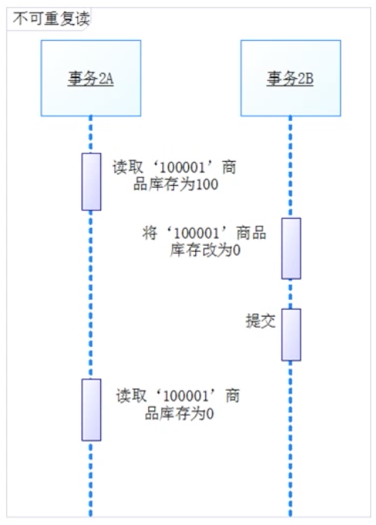 不可重复读
事务2A
事务2B
读取‘100001’商
品库存为100
将‘100001’商品
库存改为0
提交
读取‘100001’商
品库存为0